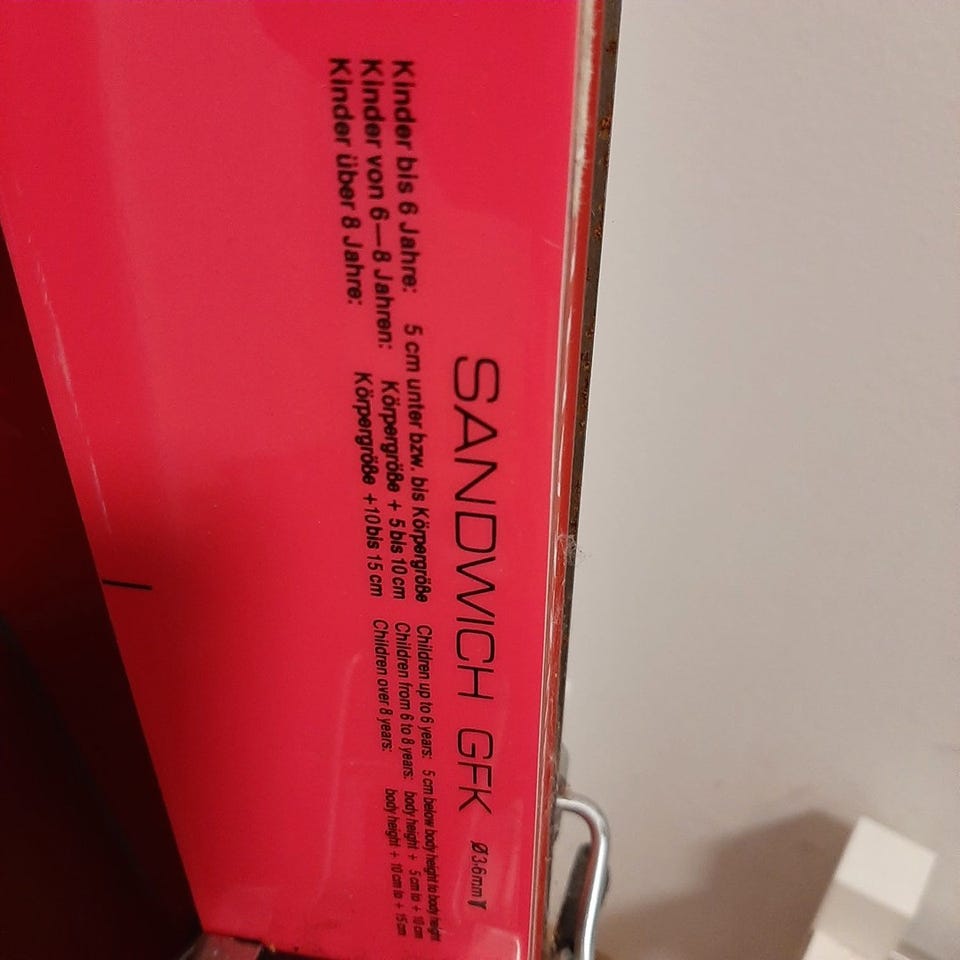 SANDWICH GFK Ø3,6mm
Kinder bis 6 Jahre: 5 cm unter bzw. bis Körpergröße
Kinder von 6—8 Jahren: Körpergröße + 5 bis 10 cm
Kinder über 8 Jahre: Körpergröße +10 bis 15 cm
Children up to 6 years: 5 cm below body height to body height
Children from 6 to 8 years: body height + 5 cm to + 10 cm
Children over 8 years: body height + 10 cm to + 15 cm